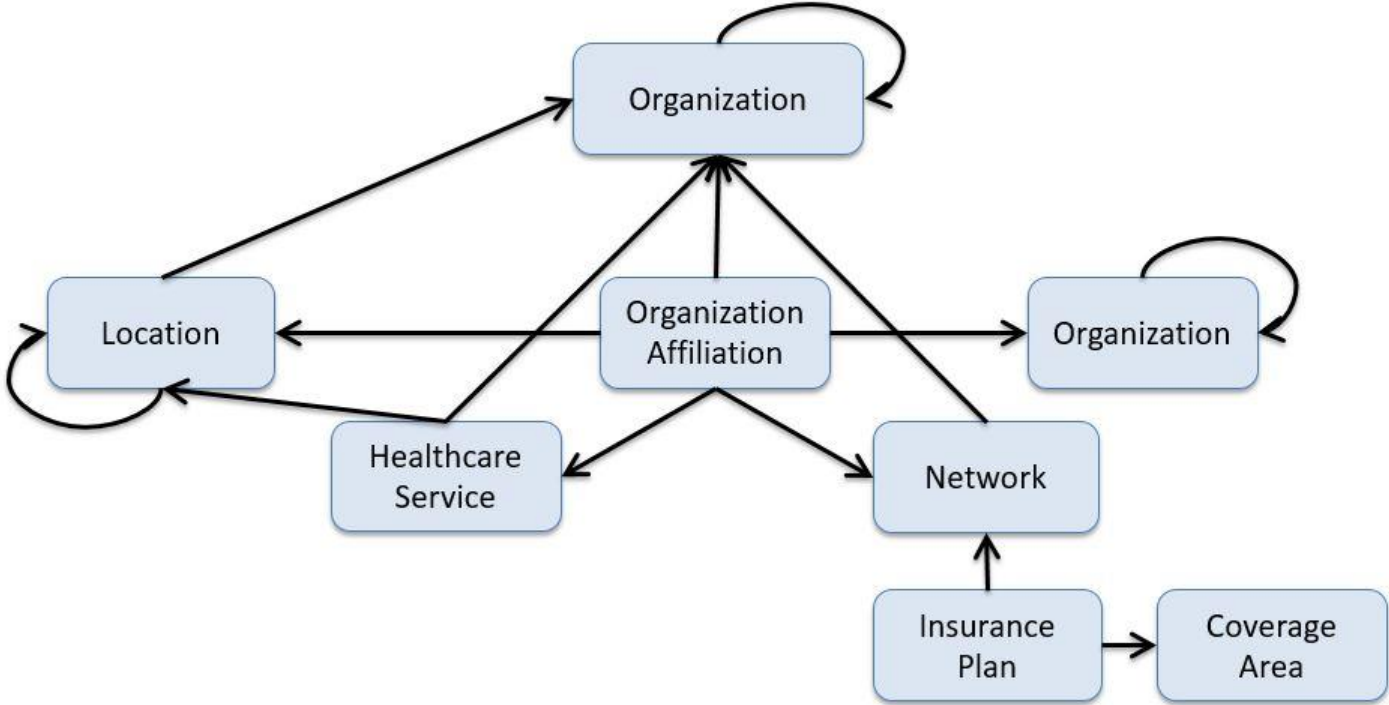 Organization
Location
Organization
Affiliation
Organization
Healthcare
Service
Network
Insurance
Plan
Coverage
Area